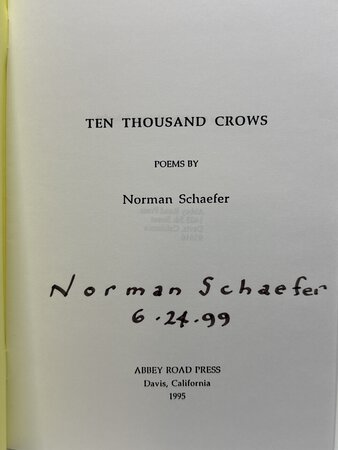 TEN THOUSAND CROWS
POEMS BY
Norman Schaefer
Norman Schaefer
6.24.99
ABBEY ROAD PRESS
Davis, California
1995